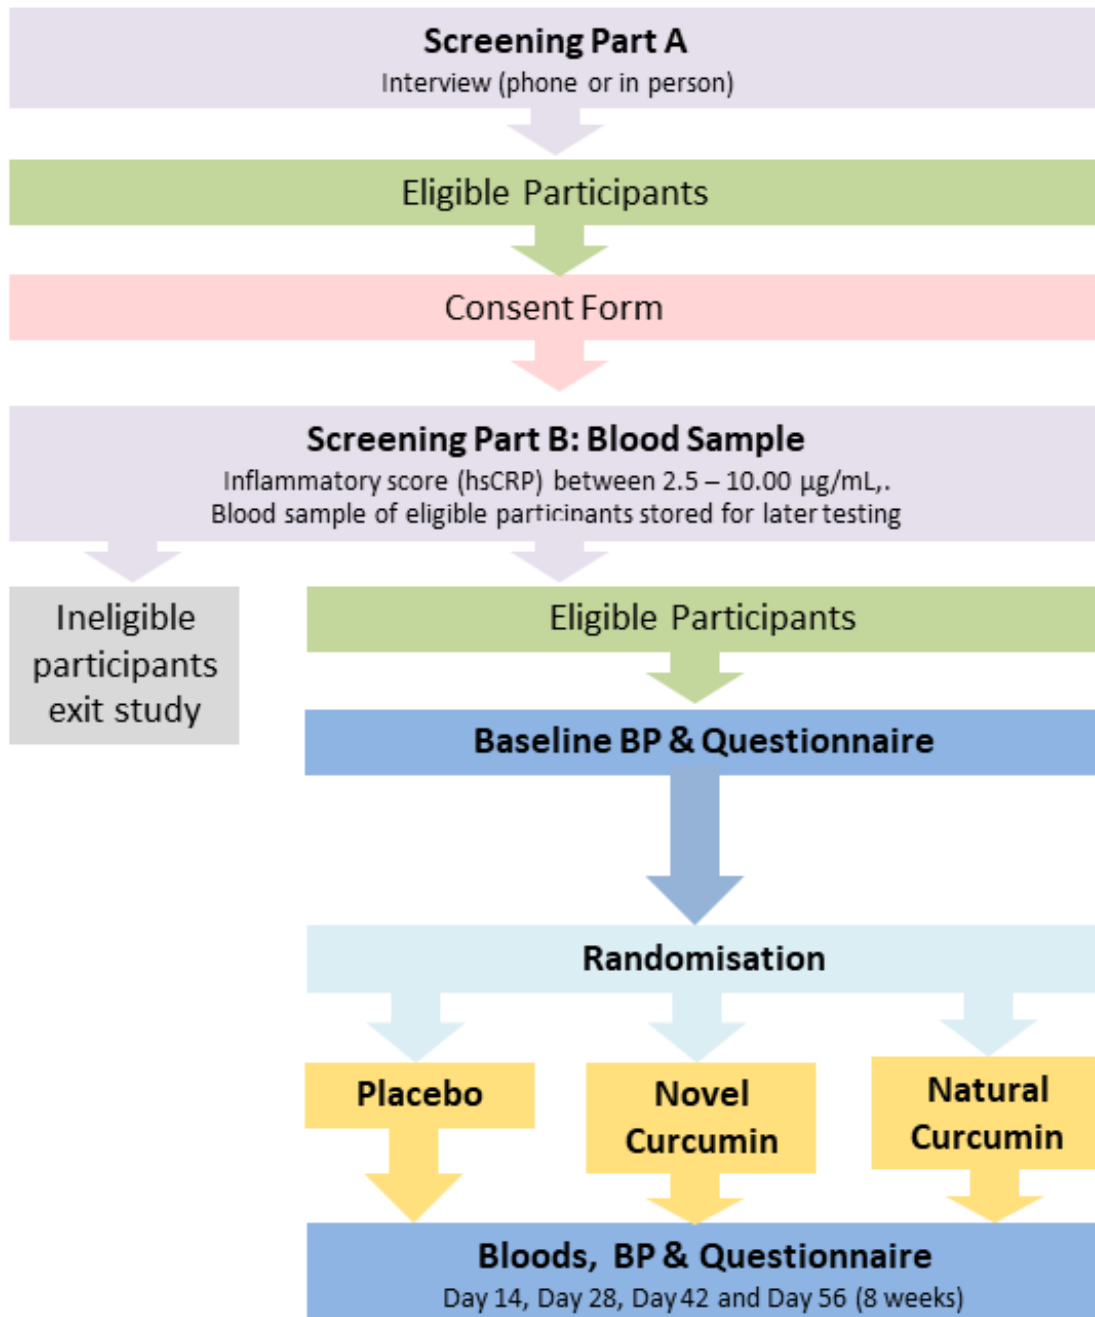 Screening Part A
Interview (phone or in person)
Eligible Participants
Consent Form
Screening Part B: Blood Sample
Inflammatory score (hsCRP) between 2.5 – 10.00 µg/mL,.
Blood sample of eligible participants stored for later testing
Ineligible
participants
exit study
Eligible Participants
Baseline BP & Questionnaire
Randomisation
Placebo
Novel
Curcumin
Natural
Curcumin
Bloods, BP & Questionnaire
Day 14, Day 28, Day 42 and Day 56 (8 weeks)